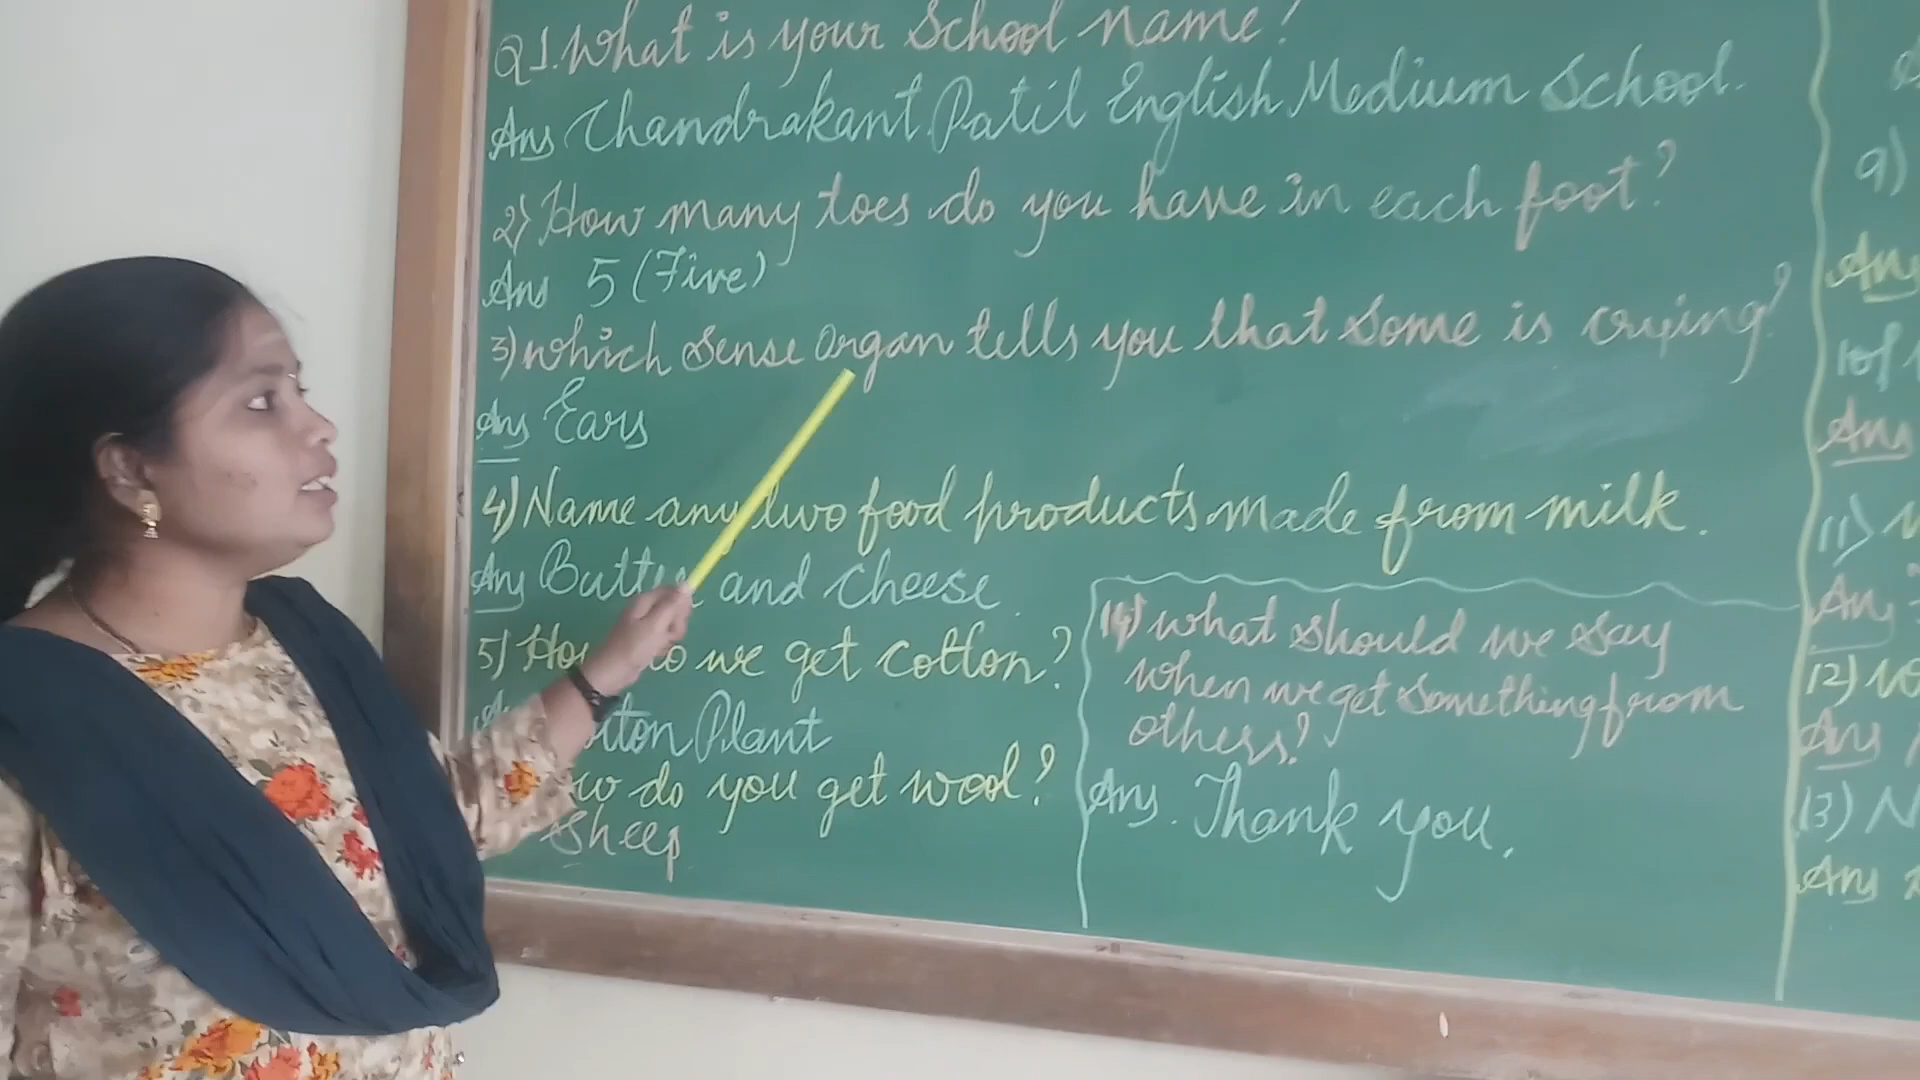 Q1. What is your School name?
Ans Chandrakant Patil English Medium School.
2) How many toes do you have in each foot?
Ans 5 (Five)
3) which Sense organ tells you that some is crying?
Ans Ears
4) Name any two food products made from milk.
Ans Butter and cheese.
5) How do we get cotton?
Cotton Plant
How do you get wool?
Sheep
14) what should we say
when we get something from
others?
Ans. Thank you.
9)
Ans
10)
Ans
11)
Ans
12)
Ans
13) N
Ans